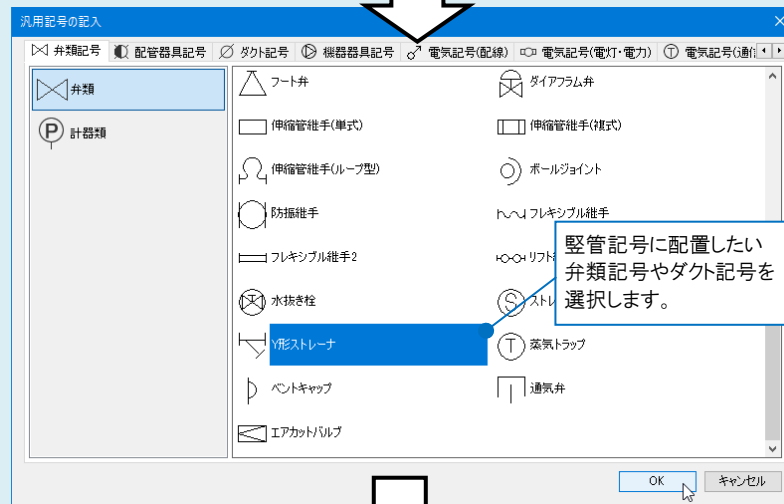 汎用記号の記入
弁類記号 配管器具記号 ダクト記号 機器器具記号 電気記号(配線) 電気記号(電灯・電力) 電気記号(通信
弁類
計器類
フート弁 ダイアフラム弁
伸縮管継手(単式) 伸縮管継手(複式)
伸縮管継手(ループ型) ボールジョイント
防振継手 フレキシブル継手
フレキシブル継手2 リフト
水抜き栓 ストレ
Y形ストレーナ 蒸気トラップ
ベントキャップ 通気弁
エアカットバルブ
竪管記号に配置したい
弁類記号やダクト記号を
選択します。
OK キャンセル